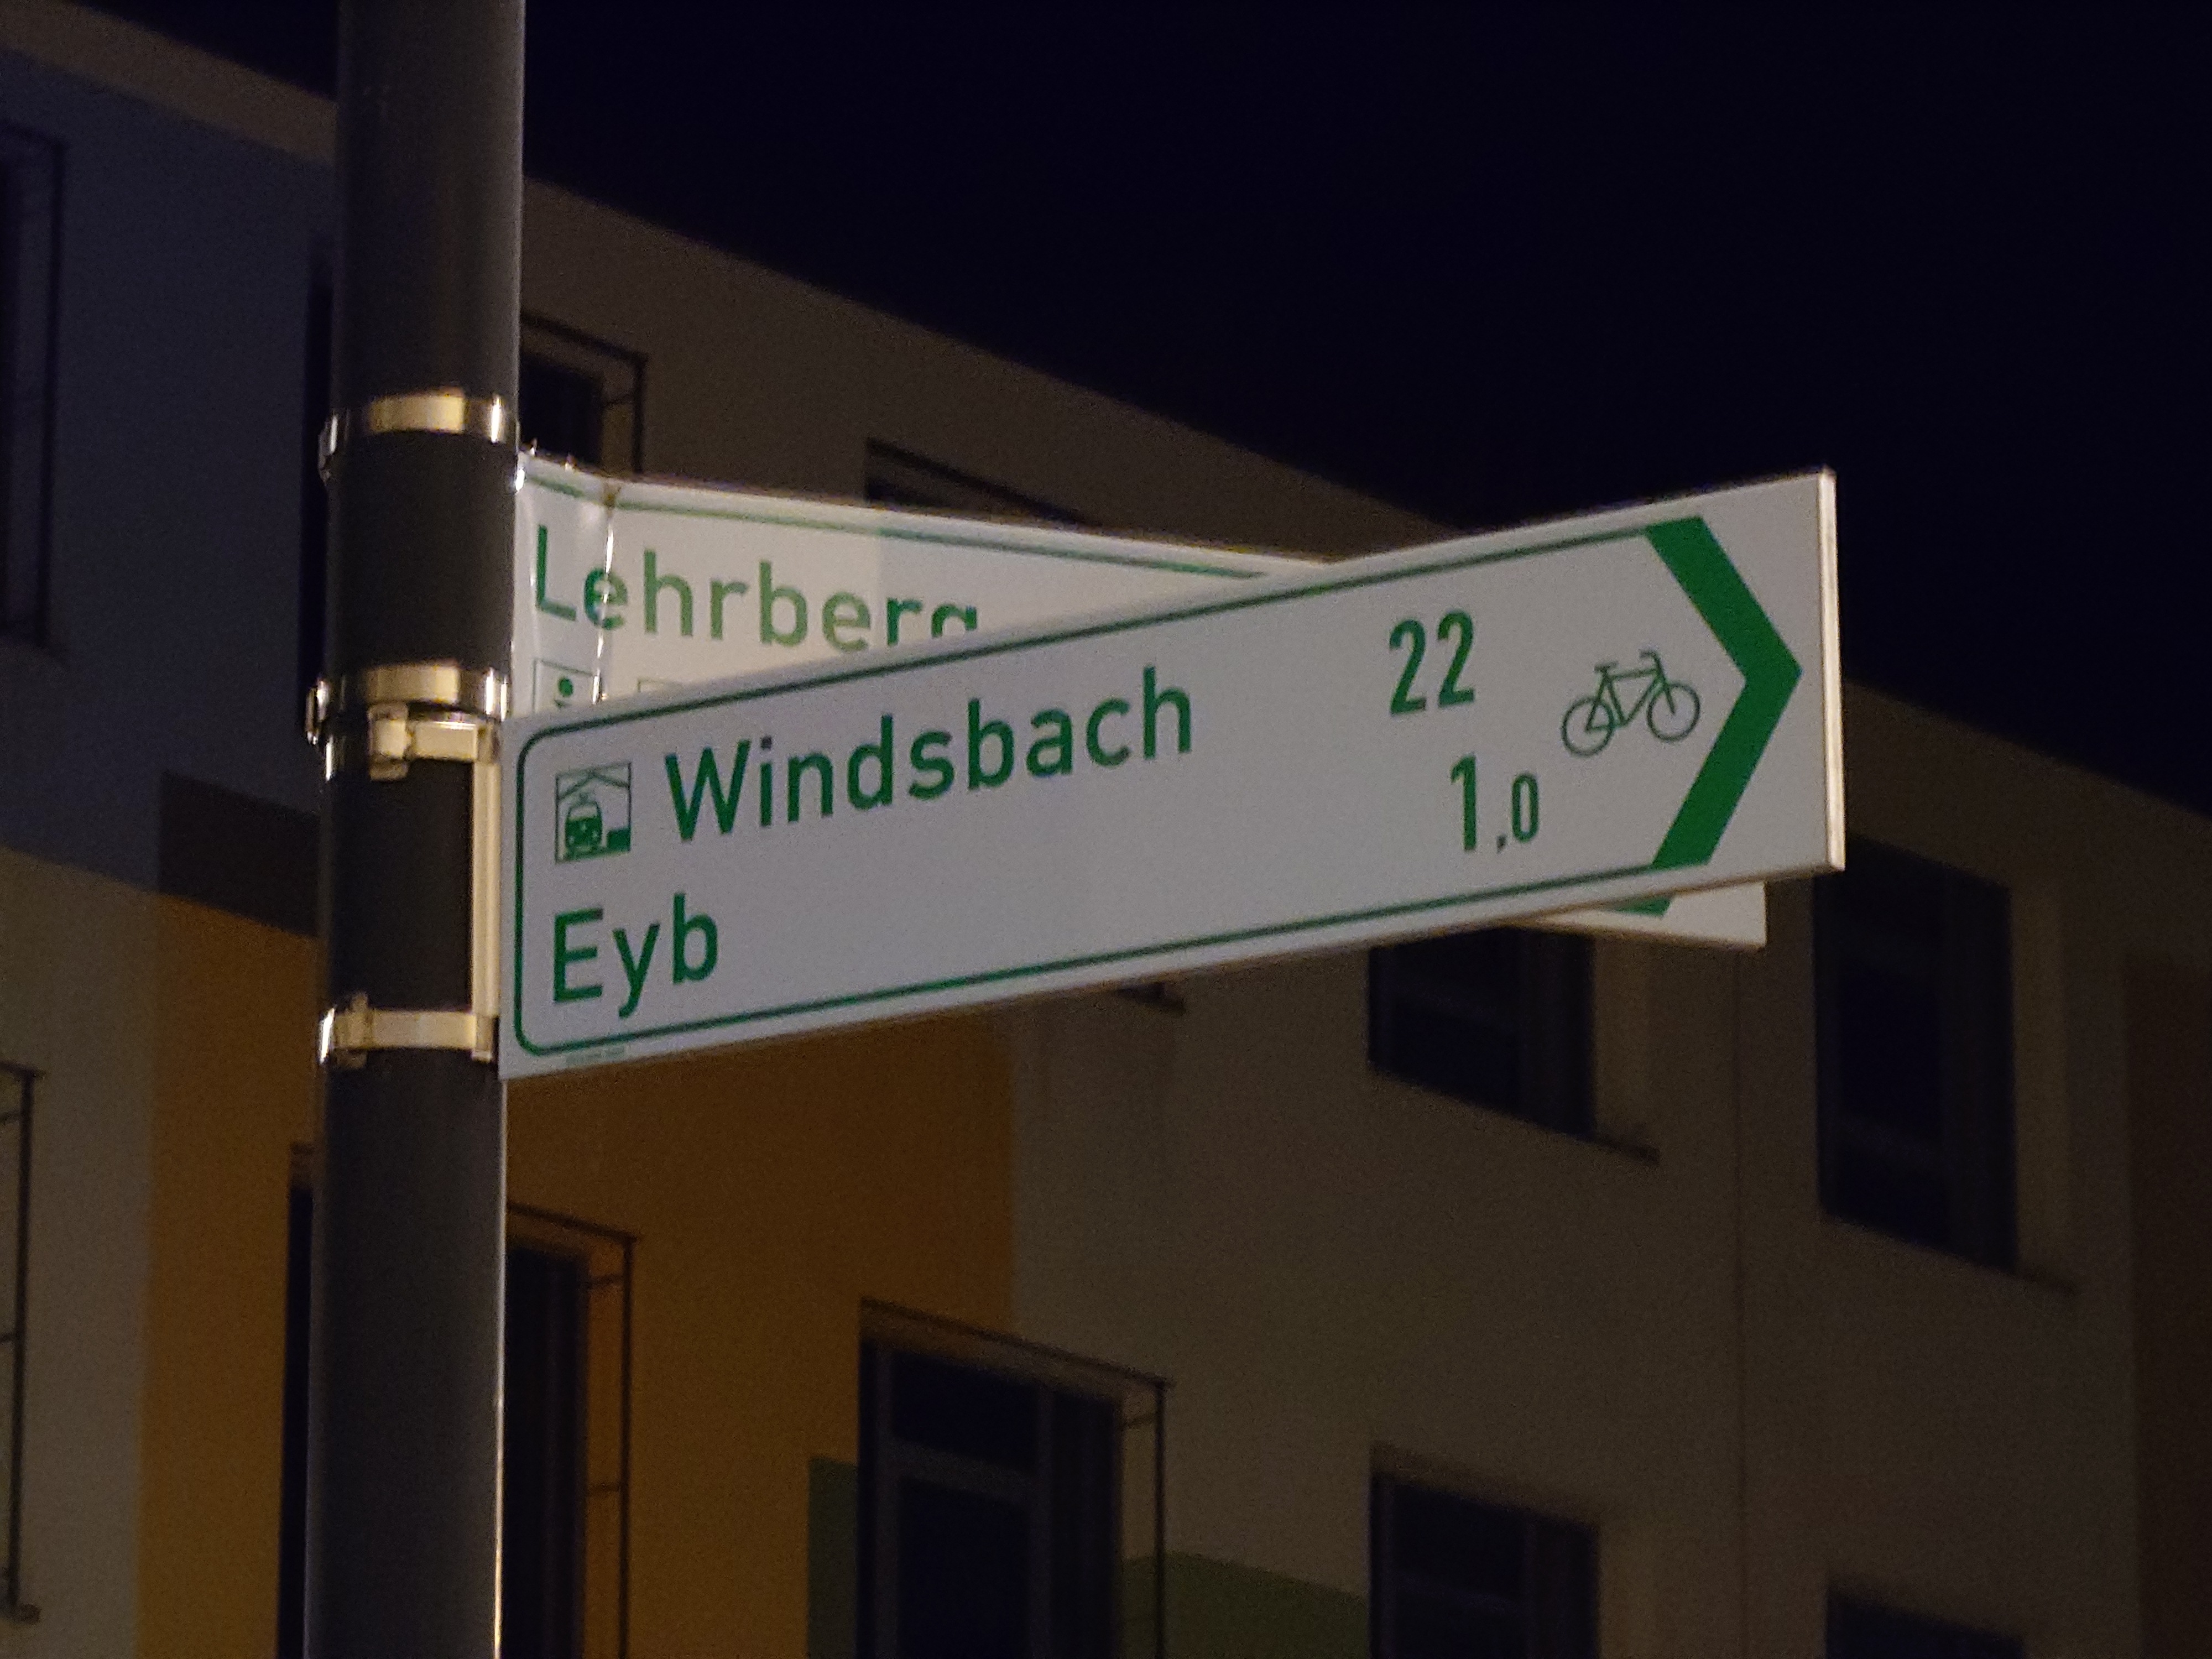 Lehrberg
Windsbach 22
Eyb 1,0